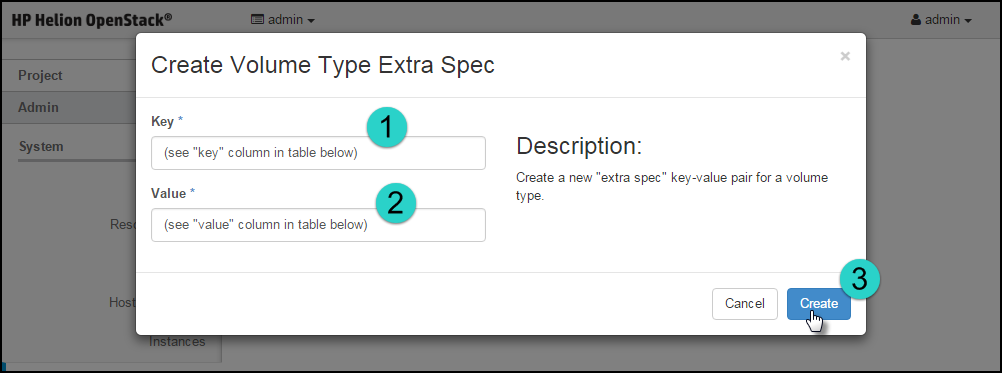 HP Helion OpenStack® admin admin
Create Volume Type Extra Spec ×
Project
Admin
System
Key * 1
(see "key" column in table below)
Value * 2
(see "value" column in table below)
Description:
Create a new "extra spec" key-value pair for a volume
type.
3
Cancel Create
Instances